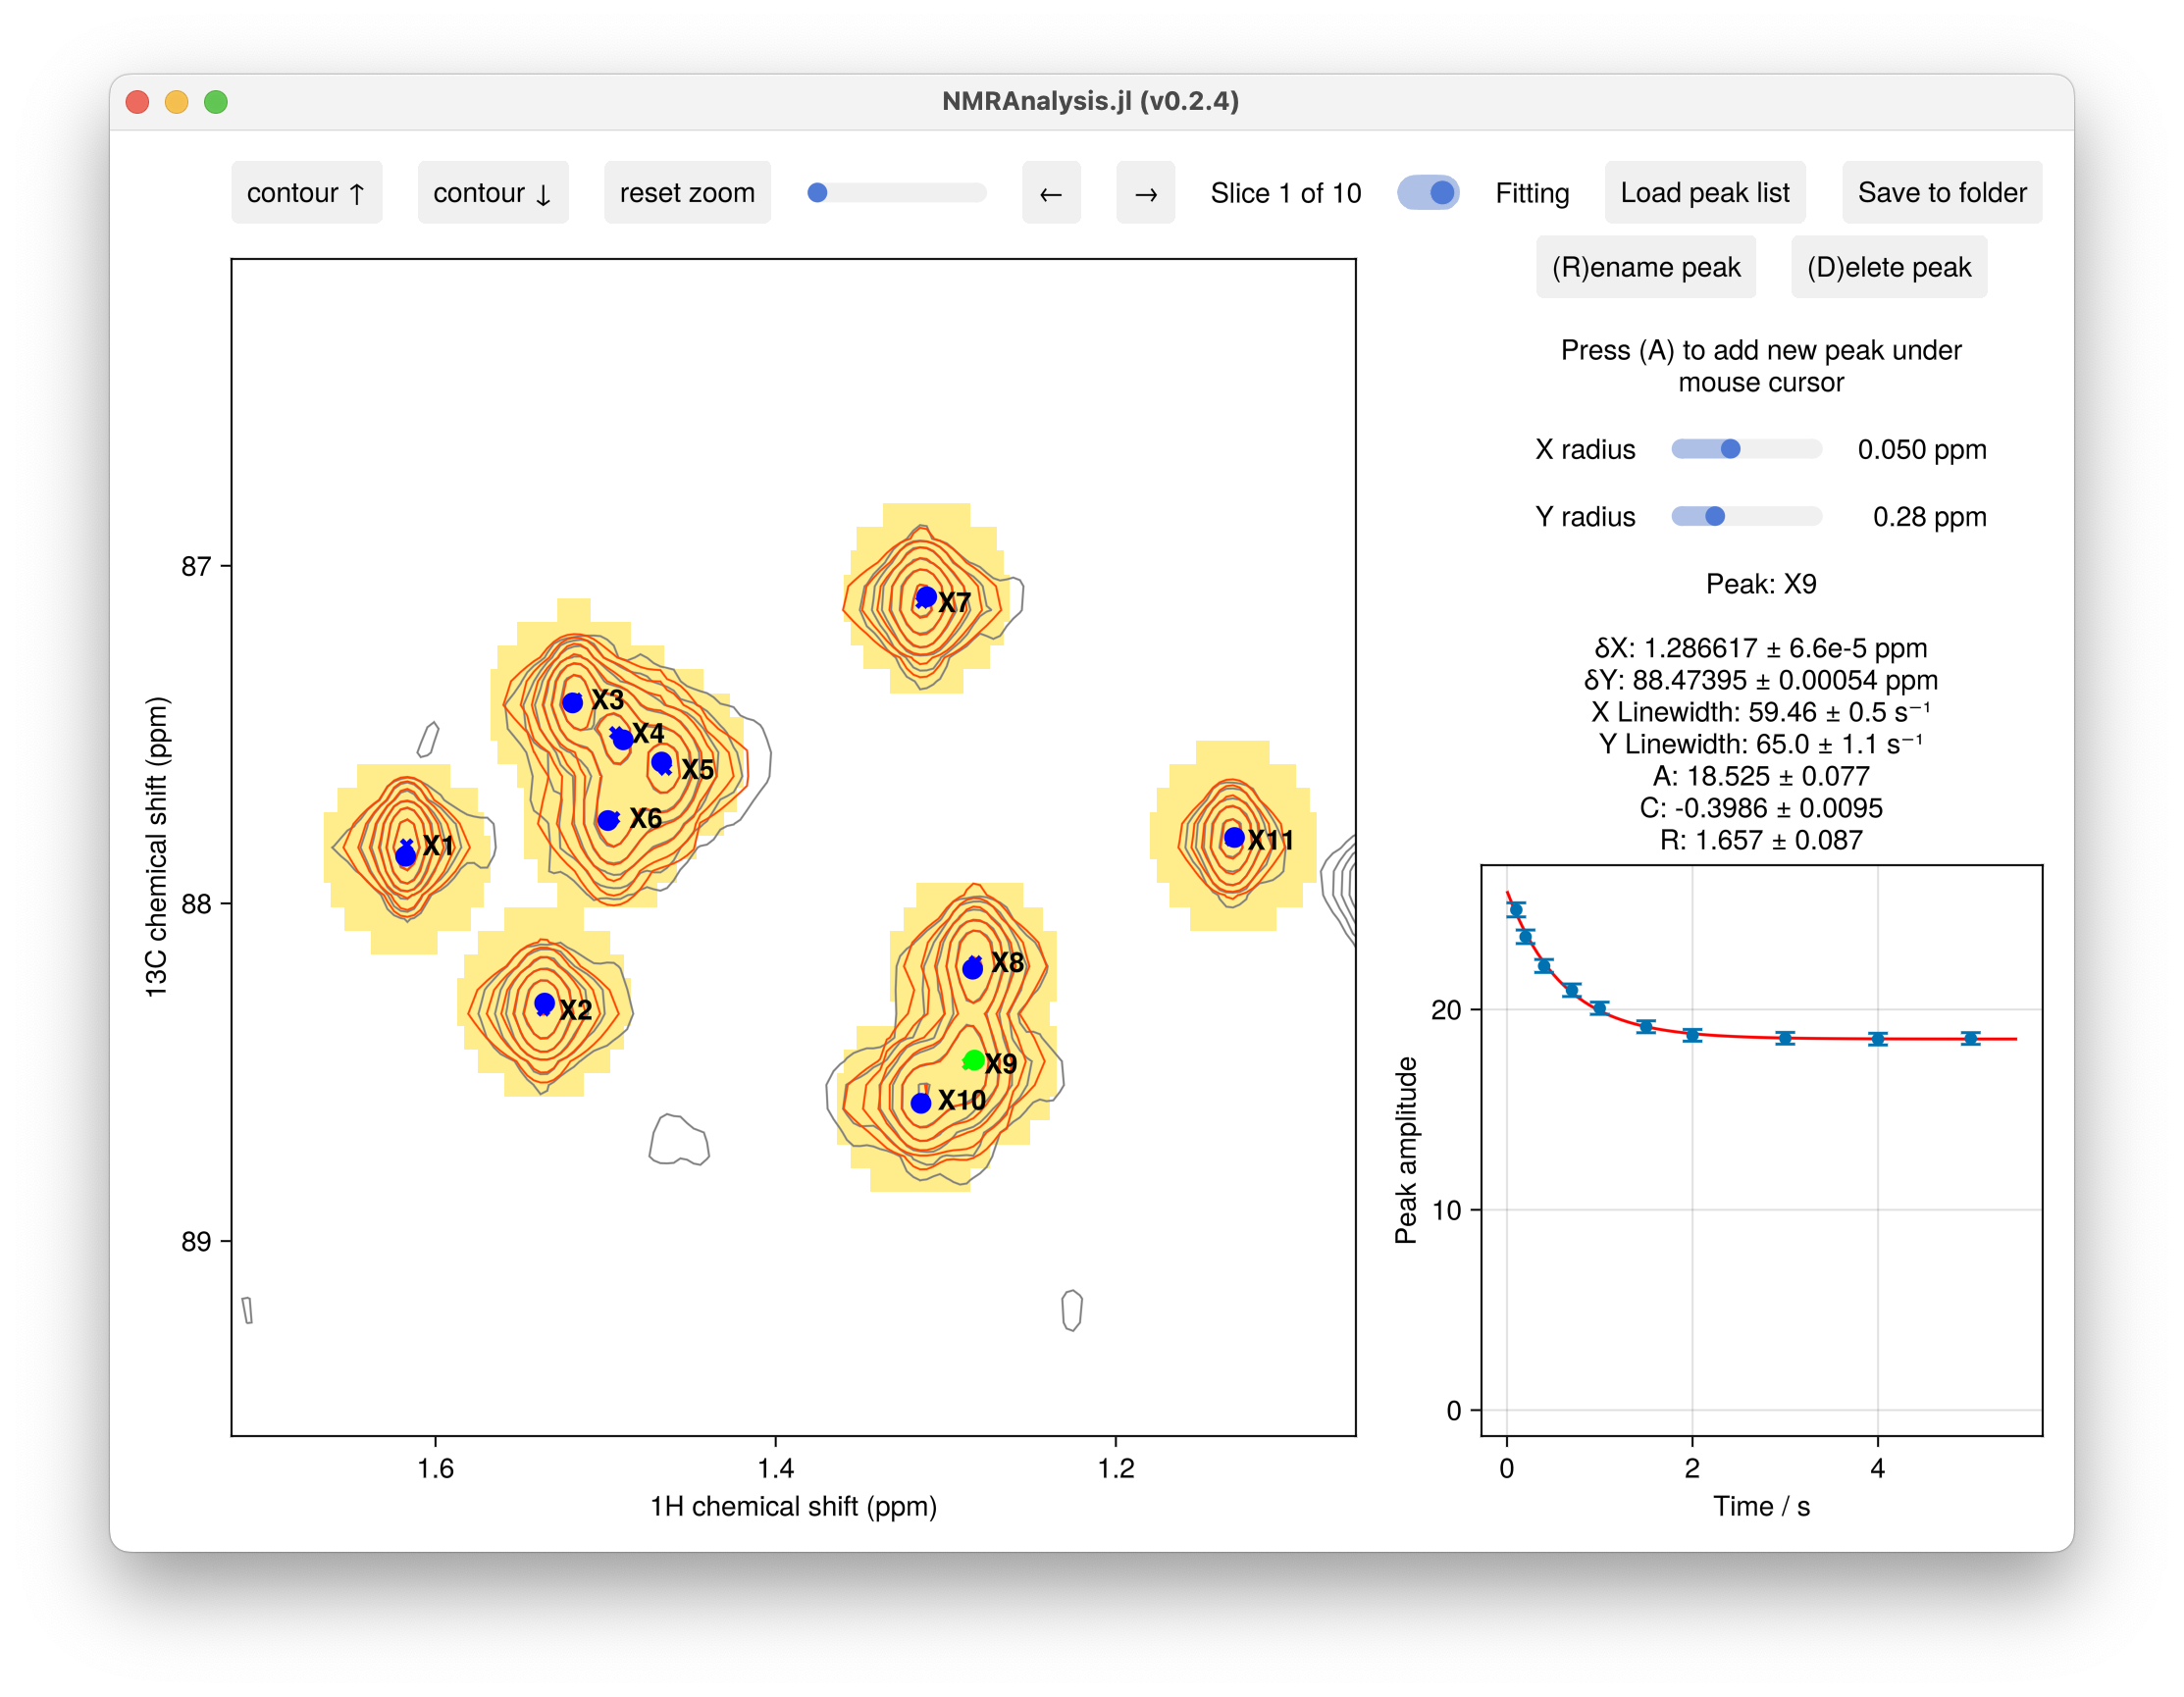 NMRAnalysis.jl (v0.2.4)
contour ↑
contour ↓
reset zoom
←
→
Slice 1 of 10
Fitting
Load peak list
Save to folder
(R)ename peak
(D)elete peak
Press (A) to add new peak under
mouse cursor
X radius
0.050 ppm
Y radius
0.28 ppm
Peak: X9
δX: 1.286617 ± 6.6e-5 ppm
δY: 88.47395 ± 0.00054 ppm
X Linewidth: 59.46 ± 0.5 s⁻¹
Y Linewidth: 65.0 ± 1.1 s⁻¹
A: 18.525 ± 0.077
C: -0.3986 ± 0.0095
R: 1.657 ± 0.087
13C chemical shift (ppm)
87
88
89
X7
X3
X4
X5
X6
X1
X11
X8
X2
X9
X10
1.6
1.4
1.2
1H chemical shift (ppm)
Peak amplitude
20
10
0
0
2
4
Time / s